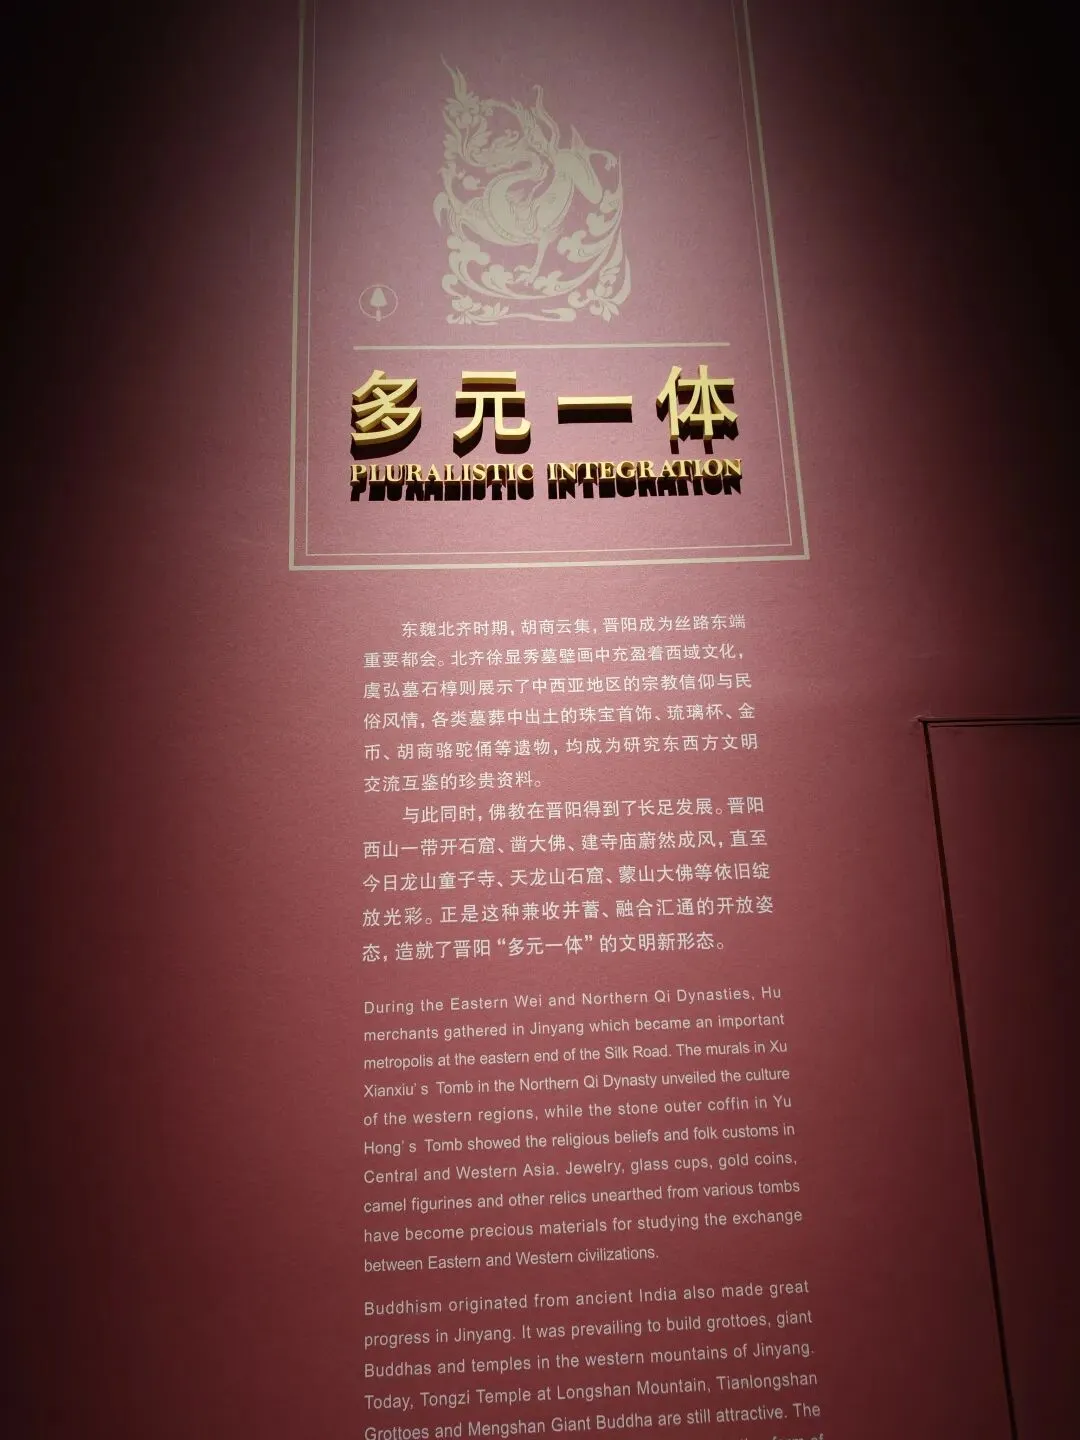 多元一体
PLURALISTIC INTEGRATION
东魏北齐时期，胡商云集，晋阳成为丝路东端
重要都会。北齐徐显秀墓壁画中充盈着西域文化，
虞弘墓石椁则展示了中西亚地区的宗教信仰与民
俗风情，各类墓葬中出土的珠宝首饰、琉璃杯、金
币、胡商骆驼俑等遗物，均成为研究东西方文明
交流互鉴的珍贵资料。
与此同时，佛教在晋阳得到了长足发展。晋阳
西山一带开石窟、凿大佛、建寺庙蔚然成风，直至
今日龙山童子寺、天龙山石窟、蒙山大佛等依旧绽
放光彩。正是这种兼收并蓄、融合汇通的开放姿
态，造就了晋阳“多元一体”的文明新形态。
During the Eastern Wei and Northern Qi Dynasties, Hu
merchants gathered in Jinyang which became an important
metropolis at the eastern end of the Silk Road. The murals in Xu
Xianxiu's Tomb in the Northern Qi Dynasty unveiled the culture
of the western regions, while the stone outer coffin in Yu
Hong's Tomb showed the religious beliefs and folk customs in
Central and Western Asia. Jewelry, glass cups, gold coins,
camel figurines and other relics unearthed from various tombs
have become precious materials for studying the exchange
between Eastern and Western civilizations.
Buddhism originated from ancient India also made great
progress in Jinyang. It was prevailing to build grottoes, giant
Buddhas and temples in the western mountains of Jinyang.
Today, Tongzi Temple at Longshan Mountain, Tianlongshan
Grottoes and Mengshan Giant Buddha are still attractive. The
form of